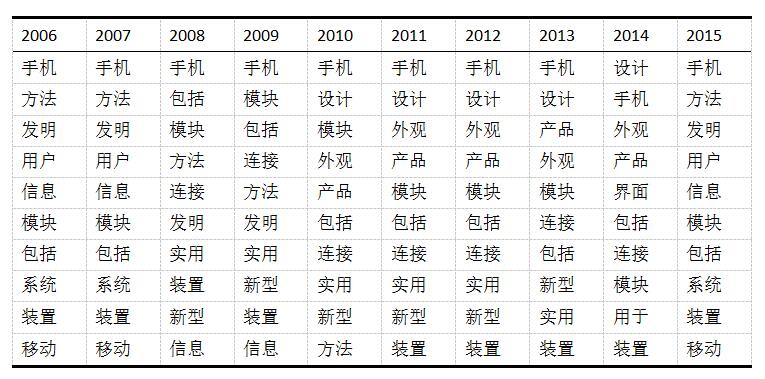 2006 2007 2008 2009 2010 2011 2012 2013 2014 2015
手机 手机 手机 手机 手机 手机 手机 手机 设计 手机
方法 方法 包括 模块 设计 设计 设计 设计 手机 方法
发明 发明 模块 包括 模块 外观 外观 产品 外观 发明
用户 用户 方法 连接 外观 产品 产品 外观 产品 用户
信息 信息 连接 方法 产品 模块 模块 模块 界面 信息
模块 模块 发明 发明 包括 包括 包括 连接 包括 模块
包括 包括 实用 实用 连接 连接 连接 包括 连接 包括
系统 系统 装置 新型 实用 实用 实用 新型 模块 系统
装置 装置 新型 装置 新型 新型 新型 实用 用于 装置
移动 移动 信息 信息 方法 装置 装置 装置 装置 移动